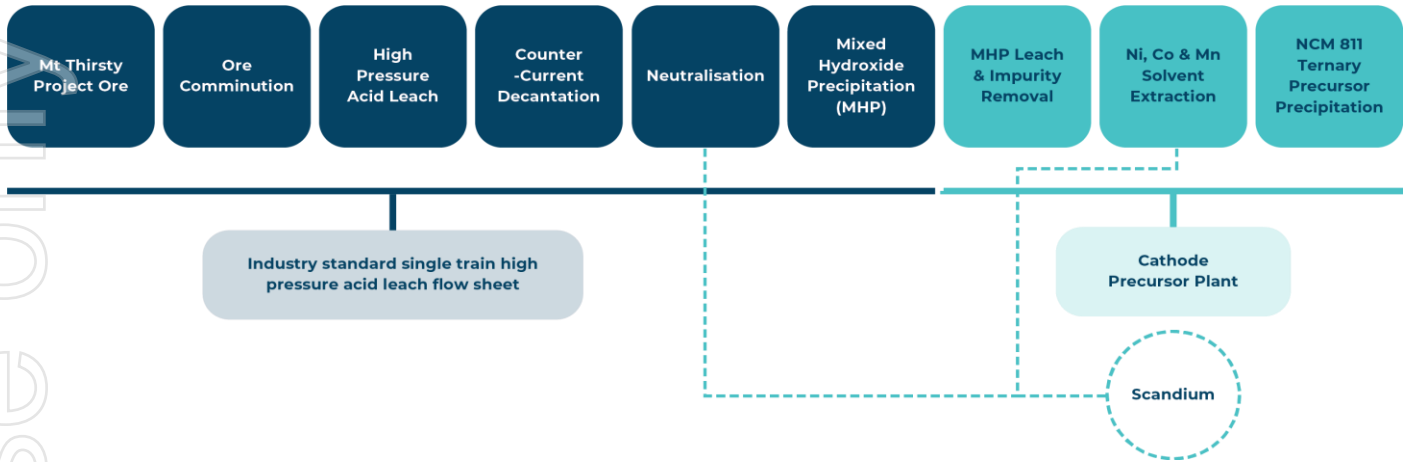 Mt Thirsty
Project Ore
Ore
Comminution
High
Pressure
Acid Leach
Counter
-Current
Decantation
Neutralisation
Mixed
Hydroxide
Precipitation
(MHP)
MHP Leach
& Impurity
Removal
Ni, Co & Mn
Solvent
Extraction
NCM 811
Ternary
Precursor
Precipitation
Industry standard single train high
pressure acid leach flow sheet
Cathode
Precursor Plant
Scandium